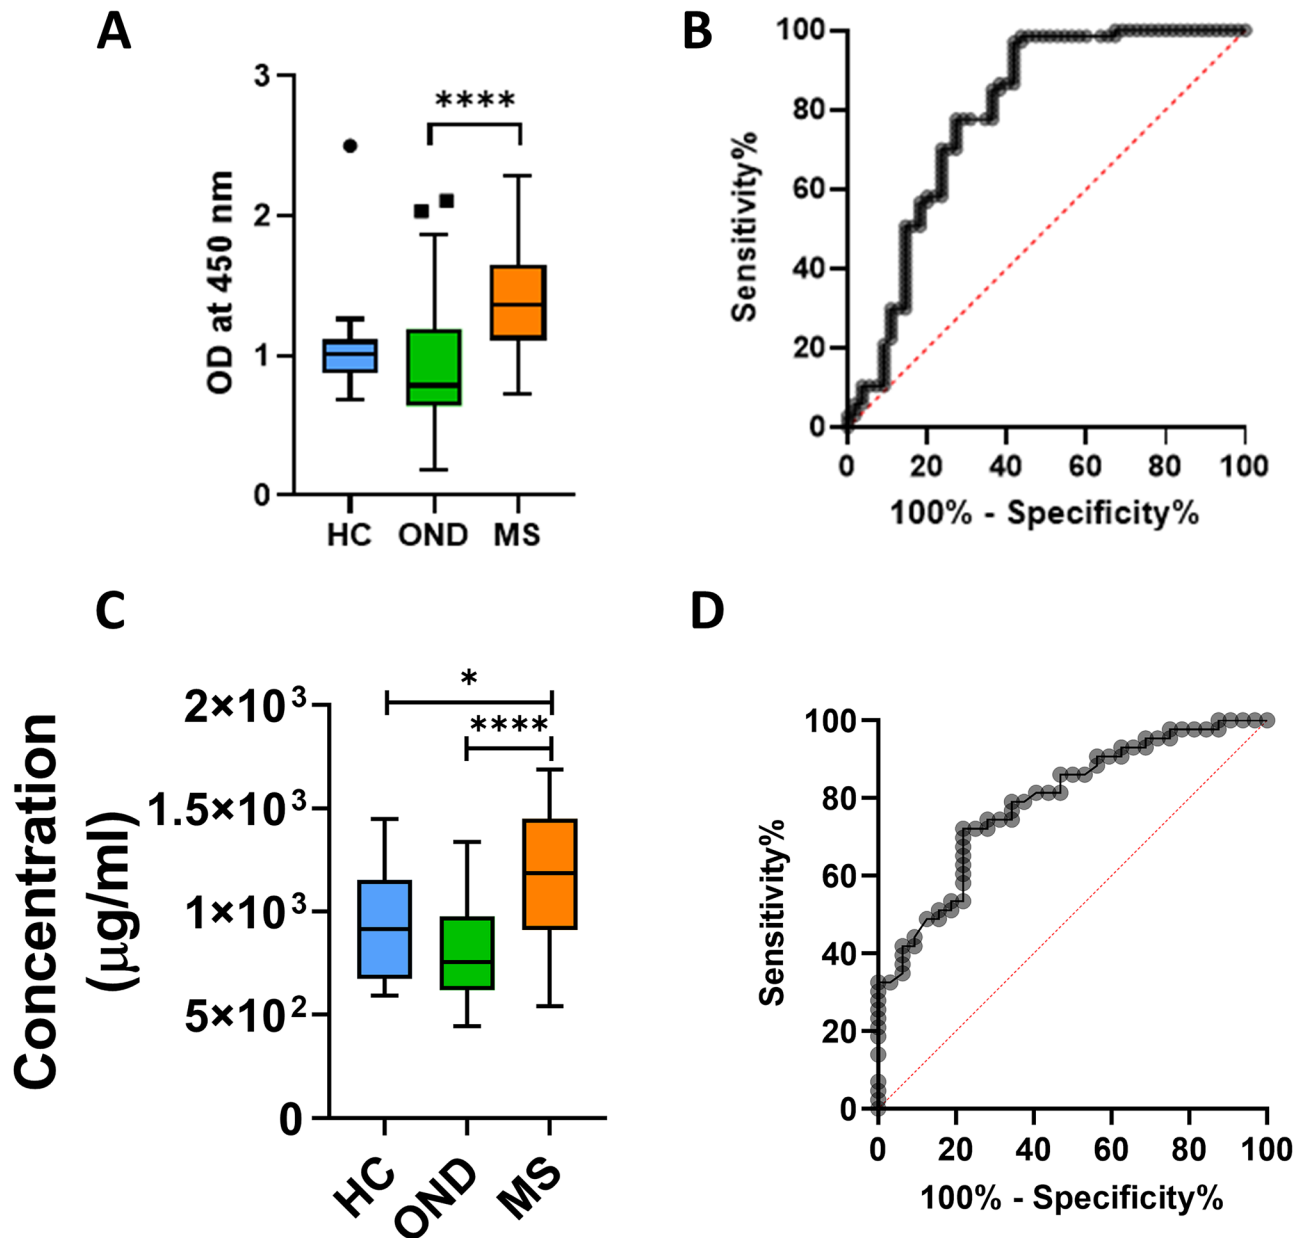 A
3
2
1
0
OD at 450 nm
****
HC OND MS
B
100
80
60
40
20
0
Sensitivity%
0 20 40 60 80 100
100% - Specificity%
C
Concentration
(μg/ml)
2×10³
1.5×10³
1×10³
5×10²
0
*
****
HC OND MS
D
100
80
60
40
20
0
Sensitivity%
0 20 40 60 80 100
100% - Specificity%